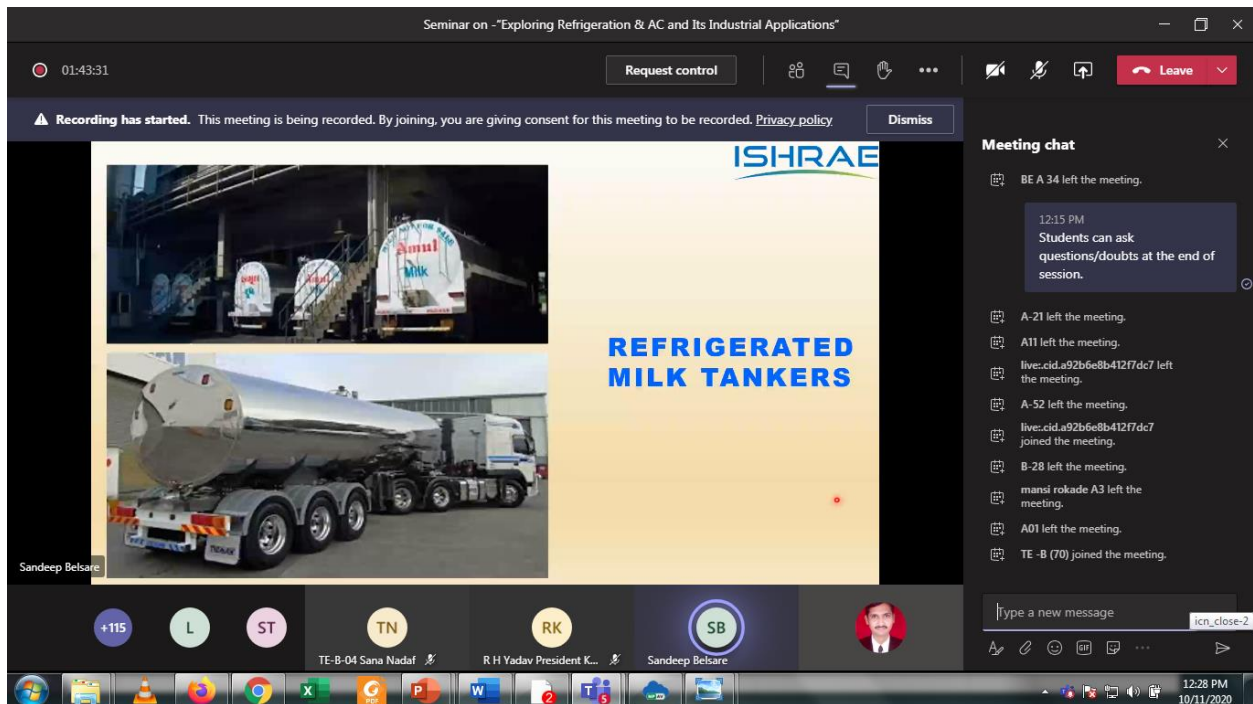 Seminar on -"Exploring Refrigeration & AC and Its Industrial Applications"
01:43:31
Request control
Leave
Recording has started. This meeting is being recorded. By joining, you are giving consent for this meeting to be recorded. Privacy policy
Dismiss
ISHRAE
Amul
Milk
REFRIGERATED
MILK TANKERS
Sandeep Belsare
Meeting chat
BE A 34 left the meeting.
12:15 PM
Students can ask
questions/doubts at the end of
session.
A-21 left the meeting.
A11 left the meeting.
live:.cid.a92b6e8b412f7dc7 left
the meeting.
A-52 left the meeting.
live:.cid.a92b6e8b412f7dc7
joined the meeting.
B-28 left the meeting.
mansi rokade A3 left the
meeting.
A01 left the meeting.
TE -B (70) joined the meeting.
Type a new message
icn_close-2
GIF
+115
L
ST
TN
TE-B-04 Sana Nadaf
RK
R H Yadav President K...
SB
Sandeep Belsare
12:28 PM
10/11/2020